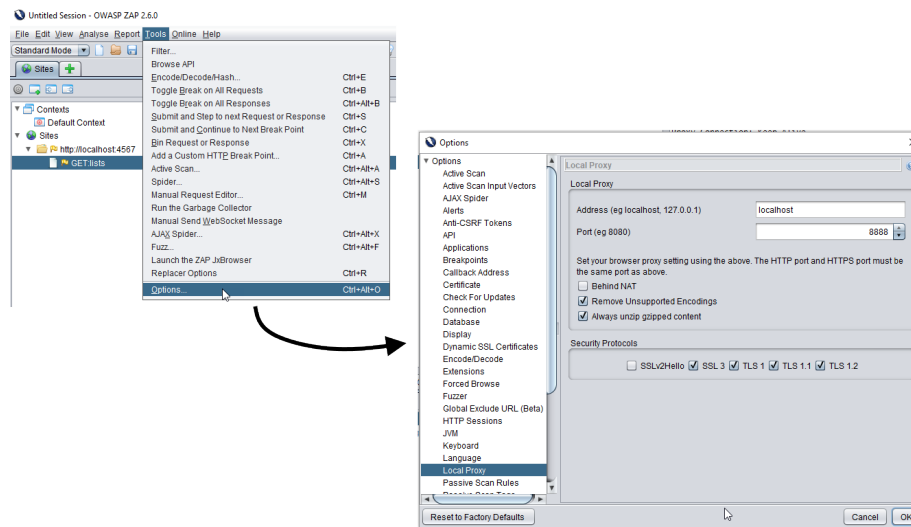 Untitled Session - OWASP ZAP 2.6.0
File Edit View Analyse Report Tools Online Help
Standard Mode
Sites
Contexts
Default Context
Sites
http://localhost:4567
GET:lists
Filter...
Browse API
Encode/Decode/Hash... Ctrl+E
Toggle Break on All Requests Ctrl+B
Toggle Break on All Responses Ctrl+Alt+B
Submit and Step to next Request or Response Ctrl+S
Submit and Continue to Next Break Point Ctrl+C
Bin Request or Response Ctrl+X
Add a Custom HTTP Break Point... Ctrl+A
Active Scan... Ctrl+Alt+A
Spider... Ctrl+Alt+S
Manual Request Editor... Ctrl+M
Run the Garbage Collector
Manual Send WebSocket Message
AJAX Spider... Ctrl+Alt+X
Fuzz... Ctrl+Alt+F
Launch the ZAP JxBrowser
Replacer Options Ctrl+R
Options... Ctrl+Alt+O
Options
Options
Active Scan
Active Scan Input Vectors
AJAX Spider
Alerts
Anti-CSRF Tokens
API
Applications
Breakpoints
Callback Address
Certificate
Check For Updates
Connection
Database
Display
Dynamic SSL Certificates
Encode/Decode
Extensions
Forced Browse
Fuzzer
Global Exclude URL (Beta)
HTTP Sessions
JVM
Keyboard
Language
Local Proxy
Passive Scan Rules
Local Proxy
Local Proxy
Address (eg localhost, 127.0.0.1) localhost
Port (eg 8080) 8888
Set your browser proxy setting using the above. The HTTP port and HTTPS port must be
the same port as above.
Behind NAT
Remove Unsupported Encodings
Always unzip gzipped content
Security Protocols
SSLv2Hello SSL 3 TLS 1 TLS 1.1 TLS 1.2
Reset to Factory Defaults Cancel OK